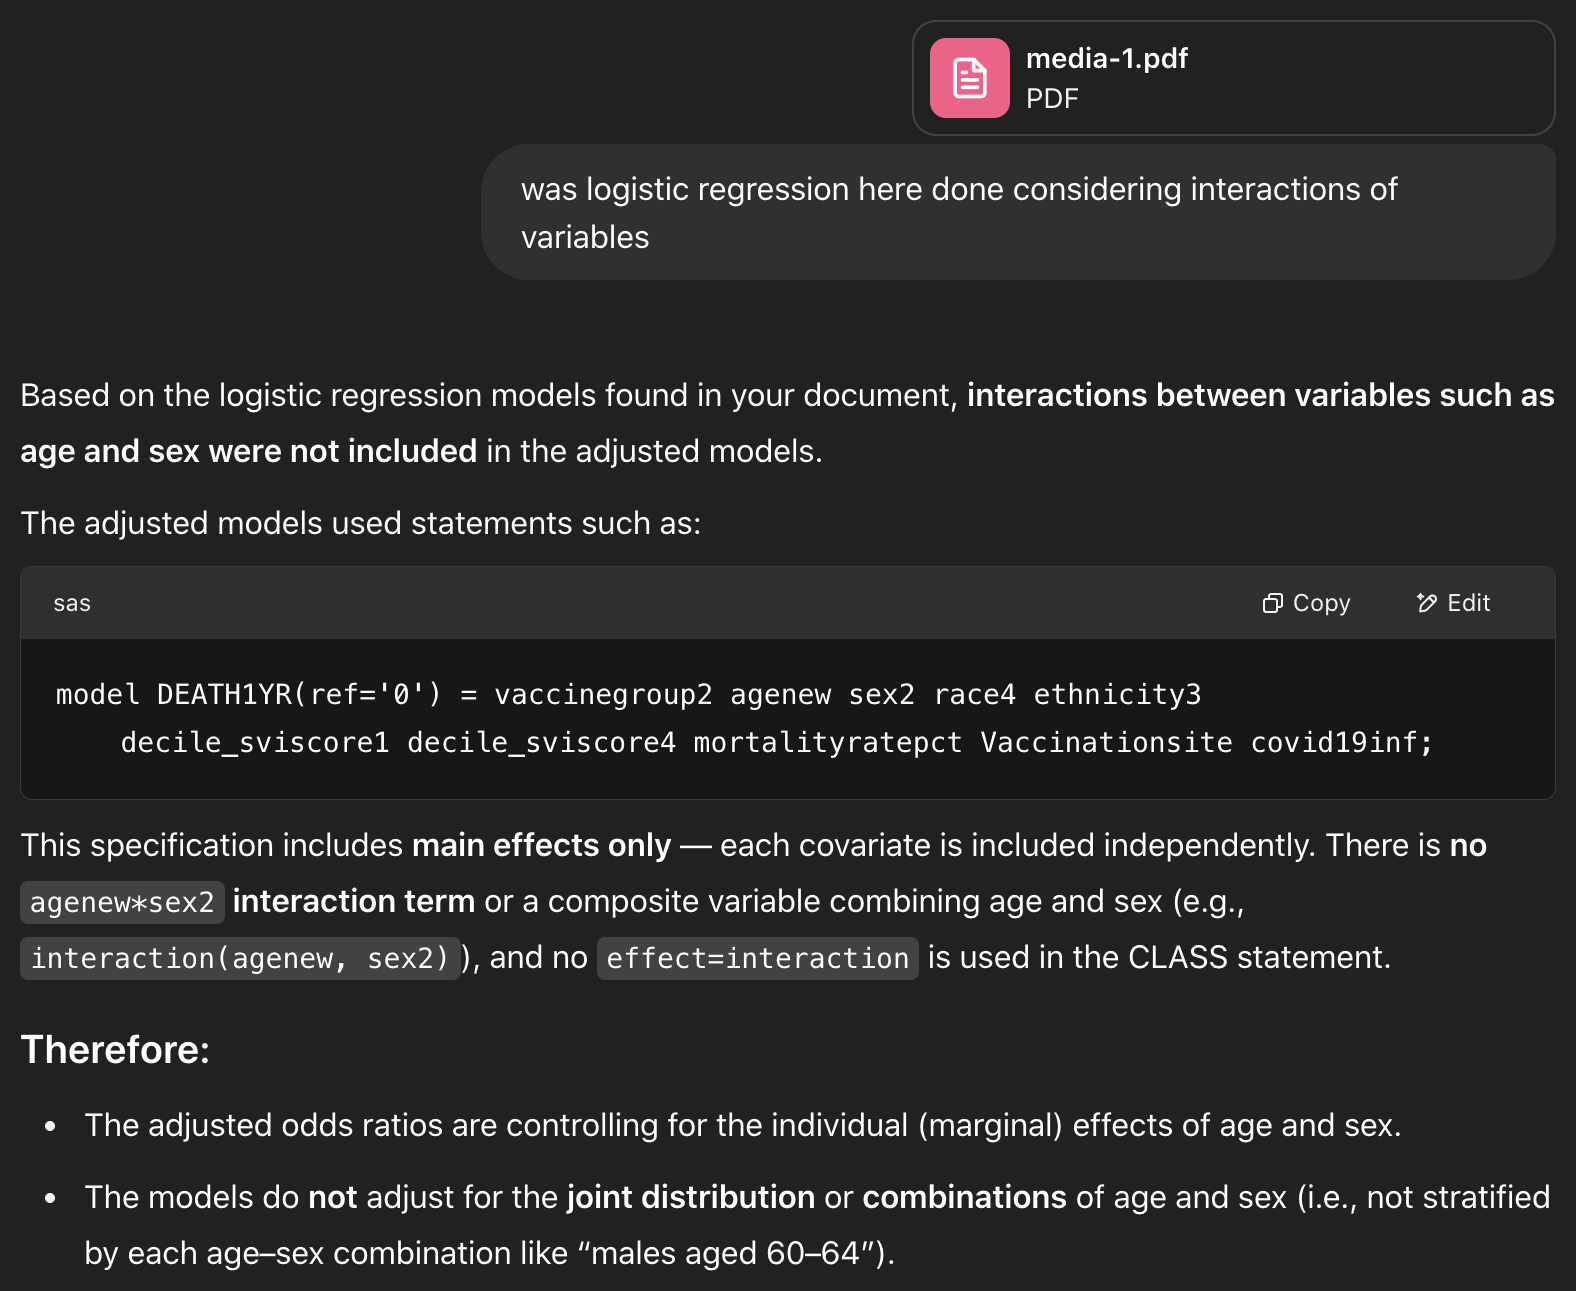 media-1.pdf
PDF
was logistic regression here done considering interactions of
variables
Based on the logistic regression models found in your document, interactions between variables such as
age and sex were not included in the adjusted models.
The adjusted models used statements such as:
sas
Copy
Edit
model DEATH1YR(ref='0') = vaccinegroup2 agenew sex2 race4 ethnicity3
decile_sviscore1 decile_sviscore4 mortalityratepct Vaccinationsite covid19inf;
This specification includes main effects only — each covariate is included independently. There is no
agenew*sex2 interaction term or a composite variable combining age and sex (e.g.,
interaction(agenew, sex2)), and no effect=interaction is used in the CLASS statement.
Therefore:
• The adjusted odds ratios are controlling for the individual (marginal) effects of age and sex.
• The models do not adjust for the joint distribution or combinations of age and sex (i.e., not stratified
by each age–sex combination like “males aged 60–64”).